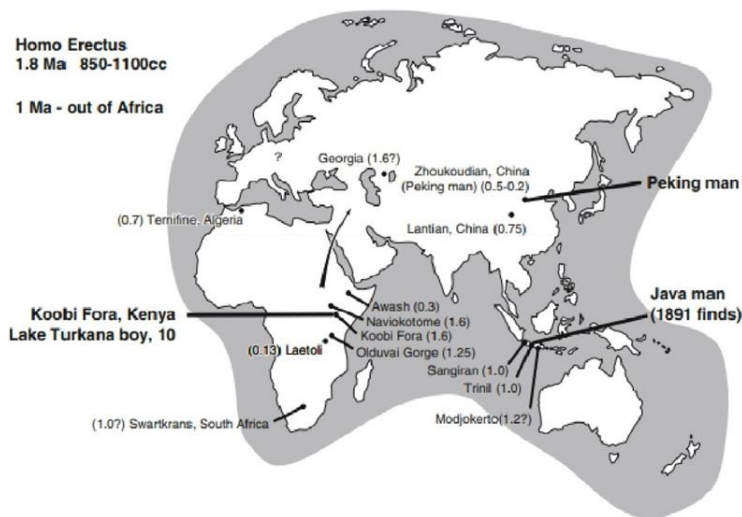 Homo Erectus
1.8 Ma 850-1100cc
1 Ma - out of Africa
?
Georgia (1.6?)
Zhoukoudian, China
(Peking man) (0.5-0.2)
Peking man
(0.7) Ternifine, Algeria
Lantian, China (0.75)
Koobi Fora, Kenya
Lake Turkana boy, 10
Awash (0.3)
Naviokotome (1.6)
Koobi Fora (1.6)
Olduvai Gorge (1.25)
(0.13) Laetoli
Java man
(1891 finds)
Sangiran (1.0)
Trinil (1.0)
Modjokerto(1.2?)
(1.0?) Swartkrans, South Africa